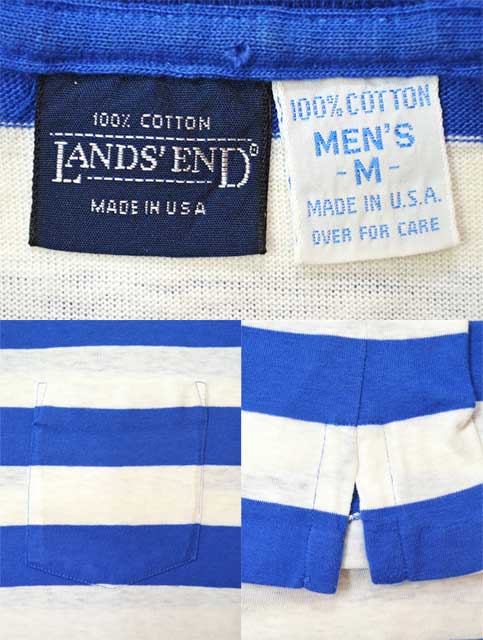 100% COTTON
LANDS' END®
MADE IN USA
100% COTTON
MEN'S
- M -
MADE IN U.S.A.
OVER FOR CARE